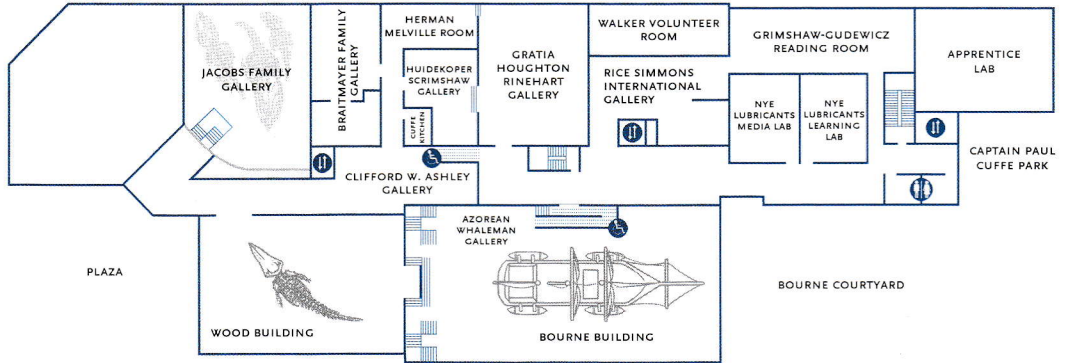 JACOBS FAMILY
GALLERY
BRAITMAYER FAMILY
GALLERY
HERMAN
MELVILLE ROOM
HUIDEKOPER
SCRIMSHAW
GALLERY
CUFFE
KITCHEN
GRATIA
HOUGHTON
RINEHART
GALLERY
WALKER VOLUNTEER
ROOM
RICE SIMMONS
INTERNATIONAL
GALLERY
GRIMSHAW-GUDEWICZ
READING ROOM
NYE
LUBRICANTS
MEDIA LAB
NYE
LUBRICANTS
LEARNING
LAB
APPRENTICE
LAB
CAPTAIN PAUL
CUFFE PARK
CLIFFORD W. ASHLEY
GALLERY
AZOREAN
WHALEMAN
GALLERY
PLAZA
WOOD BUILDING
BOURNE BUILDING
BOURNE COURTYARD